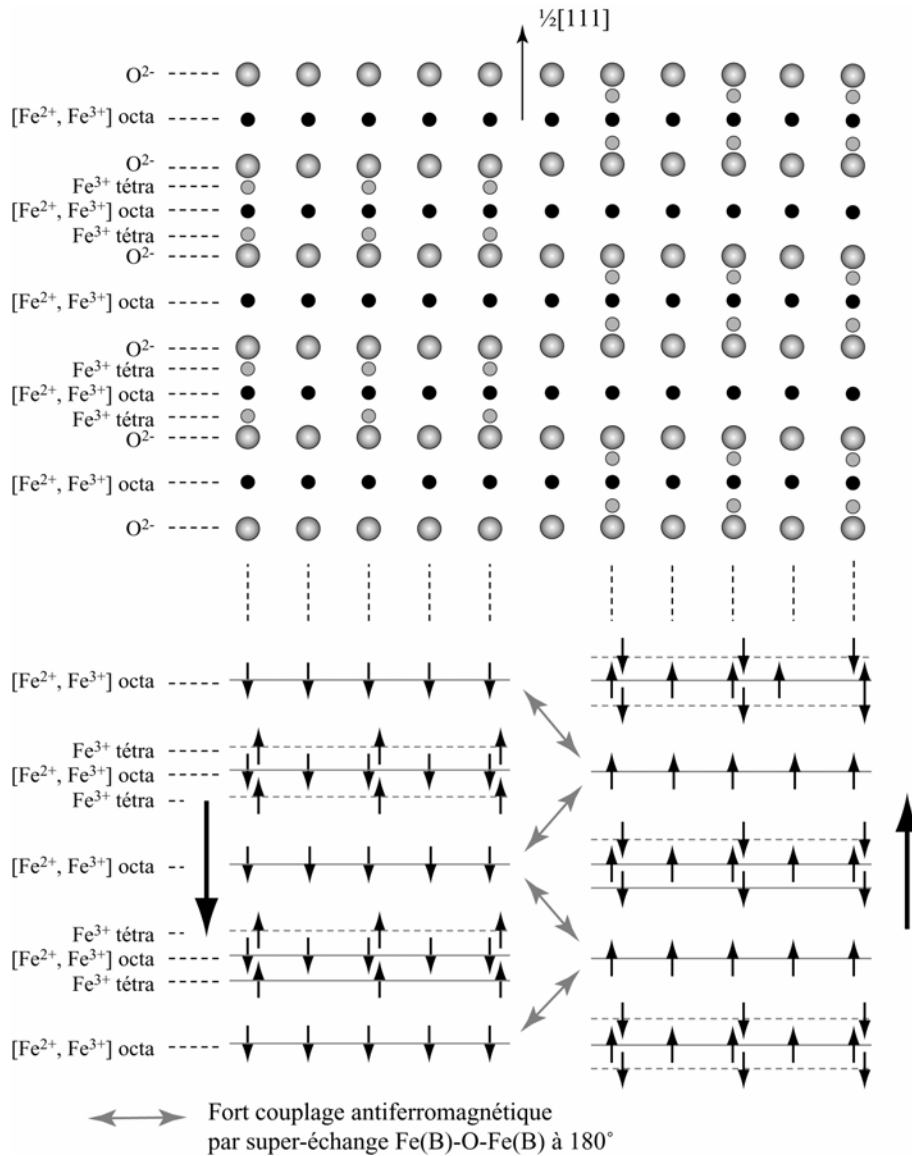 ½[111]
O²⁻
[Fe²⁺, Fe³⁺] octa
O²⁻
Fe³⁺ tétra
[Fe²⁺, Fe³⁺] octa
Fe³⁺ tétra
O²⁻
[Fe²⁺, Fe³⁺] octa
O²⁻
Fe³⁺ tétra
[Fe²⁺, Fe³⁺] octa
Fe³⁺ tétra
O²⁻
[Fe²⁺, Fe³⁺] octa
O²⁻
[Fe²⁺, Fe³⁺] octa
Fe³⁺ tétra
[Fe²⁺, Fe³⁺] octa
Fe³⁺ tétra
[Fe²⁺, Fe³⁺] octa
Fe³⁺ tétra
[Fe²⁺, Fe³⁺] octa
Fe³⁺ tétra
[Fe²⁺, Fe³⁺] octa
Fort couplage antiferromagnétique
par super-échange Fe(B)-O-Fe(B) à 180°